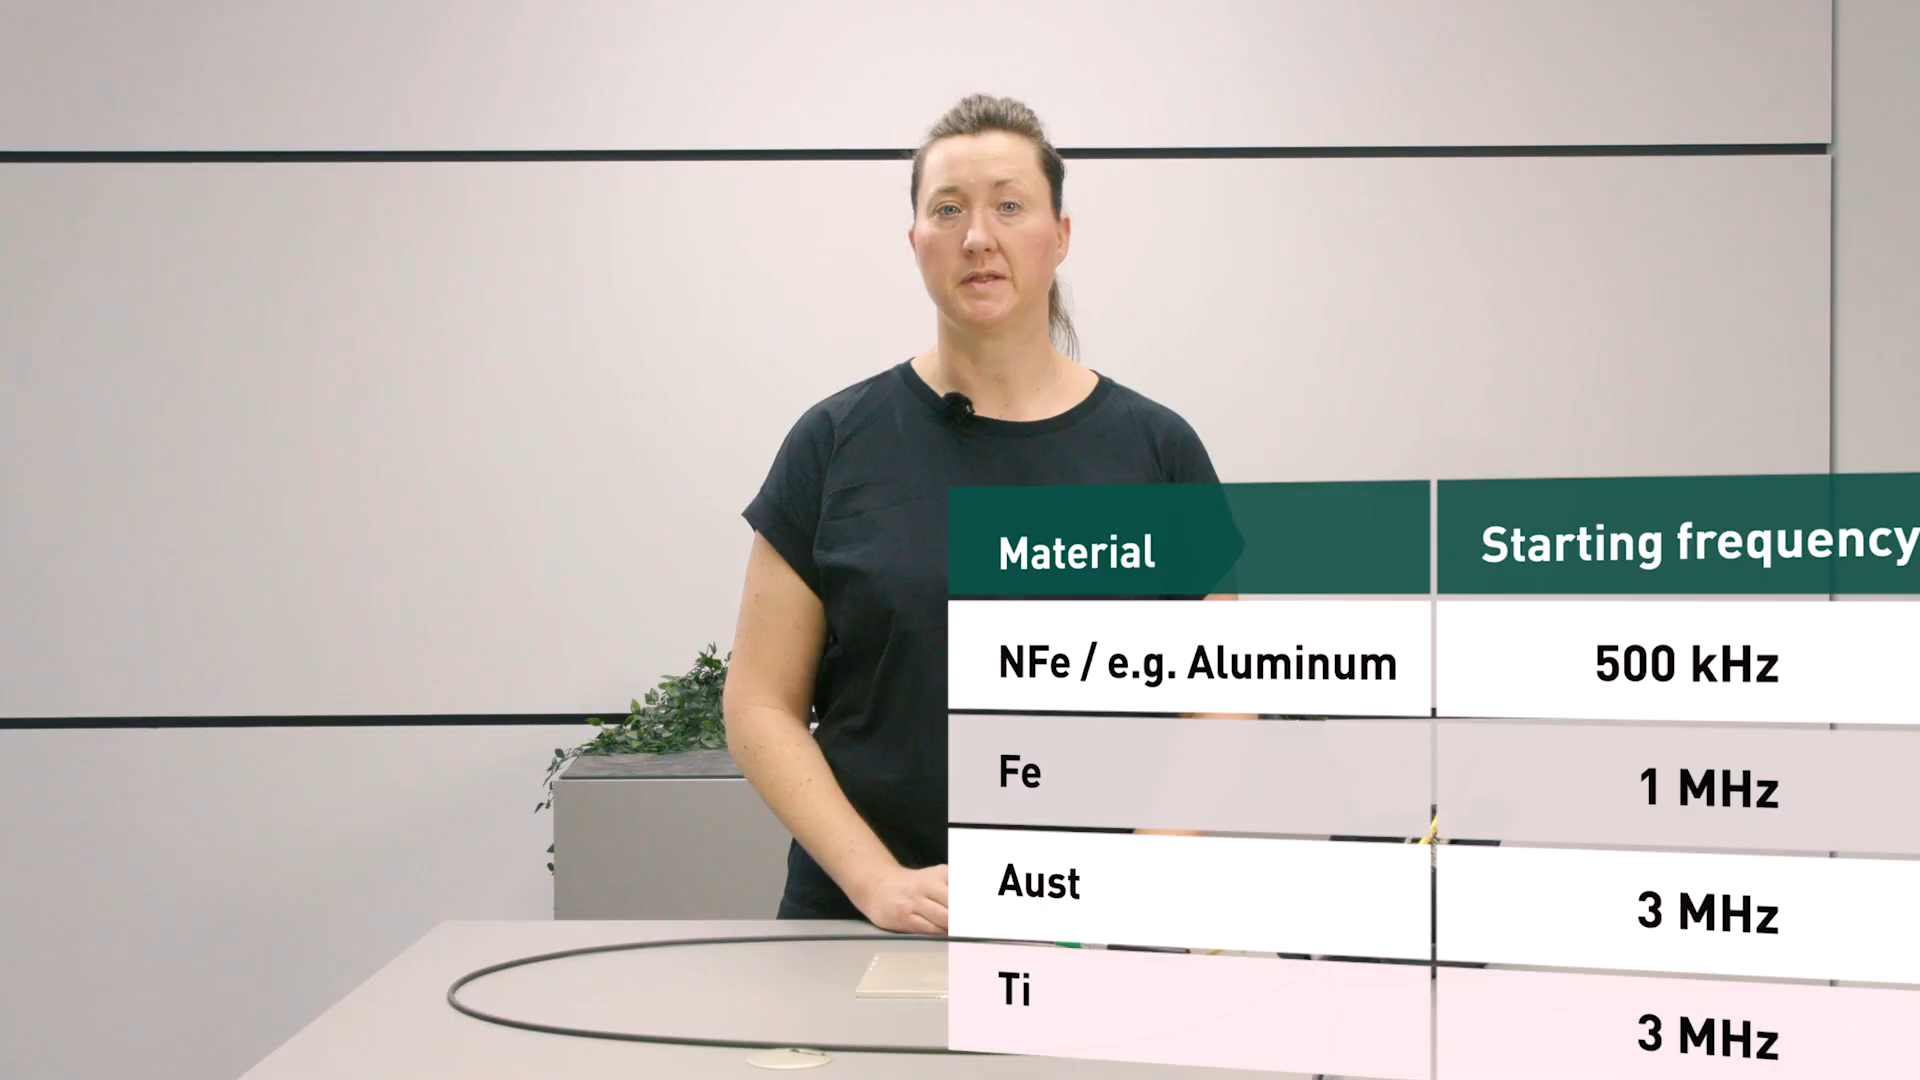 Material Starting frequency
NFe / e.g. Aluminum 500 kHz
Fe 1 MHz
Aust 3 MHz
Ti 3 MHz